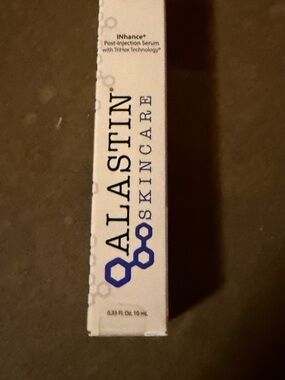 INhance®
Post-Injection Serum
with TriHex Technology®
ALASTIN
SKINCARE
0.33 Fl. Oz. 10 mL